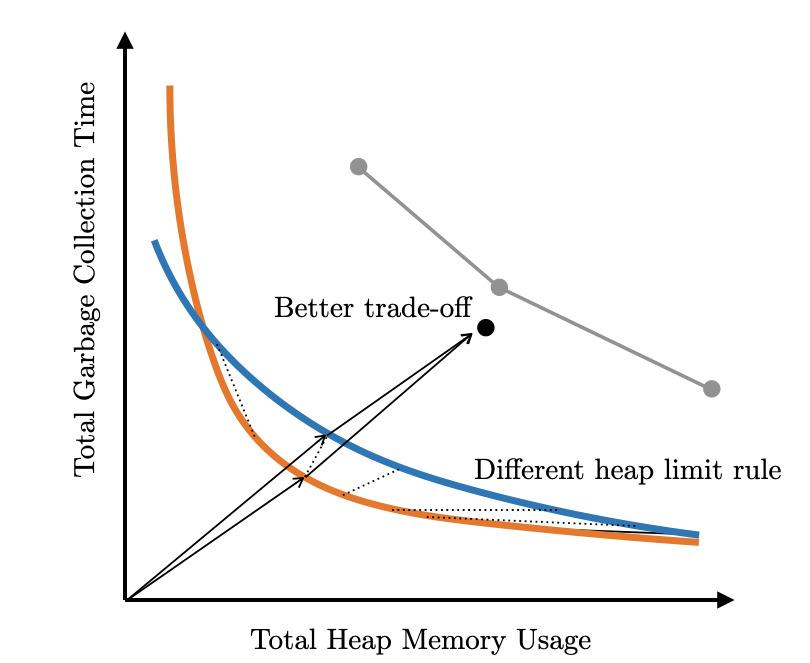 Total Garbage Collection Time
Better trade-off
Different heap limit rule
Total Heap Memory Usage